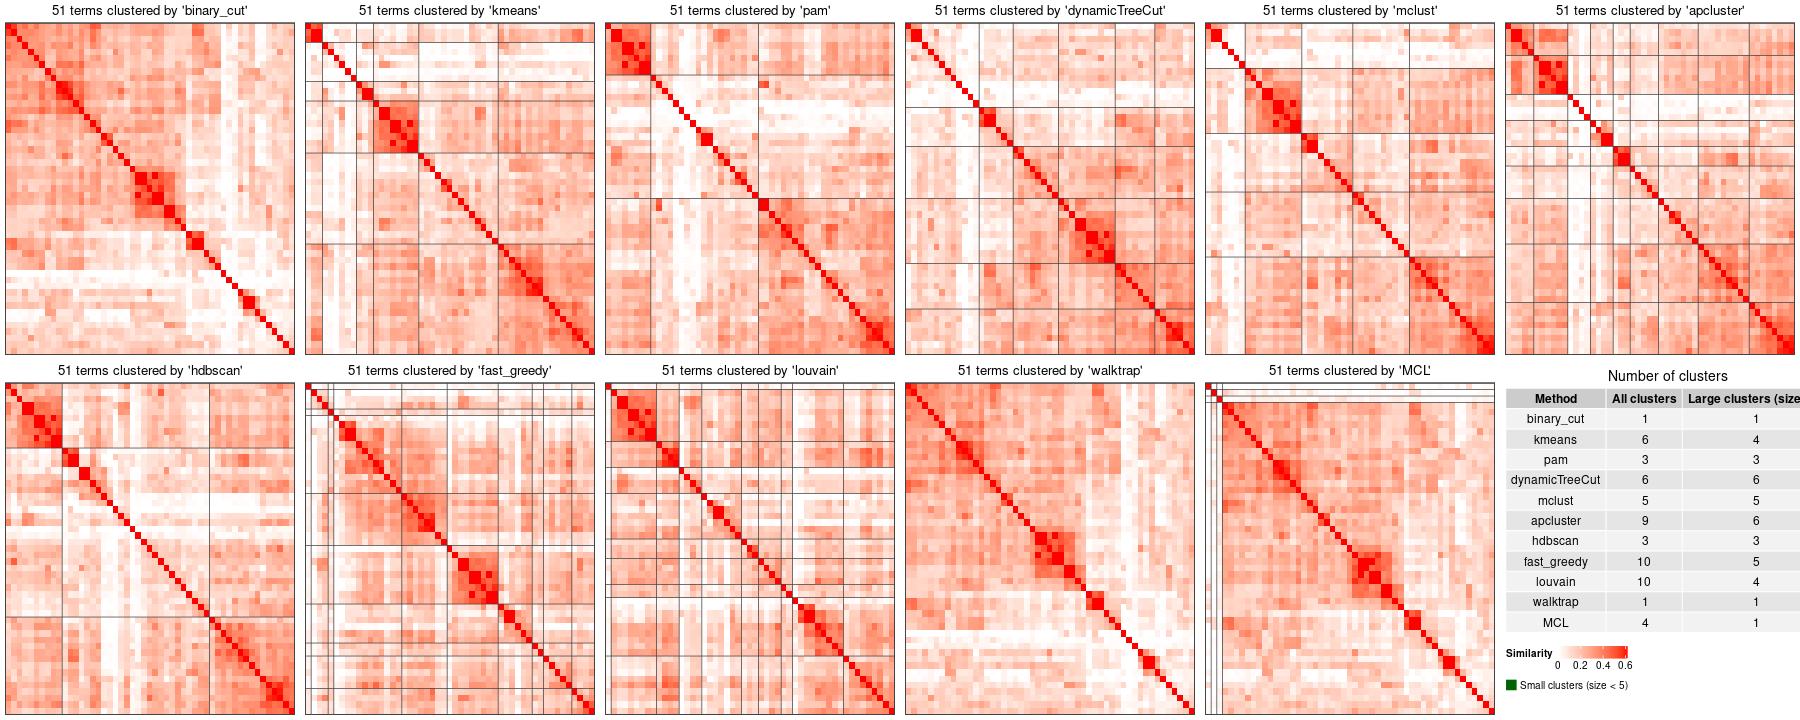 51 terms clustered by 'binary_cut'
51 terms clustered by 'kmeans'
51 terms clustered by 'pam'
51 terms clustered by 'dynamicTreeCut'
51 terms clustered by 'mclust'
51 terms clustered by 'apcluster'
51 terms clustered by 'hdbscan'
51 terms clustered by 'fast_greedy'
51 terms clustered by 'louvain'
51 terms clustered by 'walktrap'
51 terms clustered by 'MCL'
Number of clusters
Method All clusters Large clusters (size
binary_cut 1 1
kmeans 6 4
pam 3 3
dynamicTreeCut 6 6
mclust 5 5
apcluster 9 6
hdbscan 3 3
fast_greedy 10 5
louvain 10 4
walktrap 1 1
MCL 4 1
Similarity
0 0.2 0.4 0.6
Small clusters (size < 5)